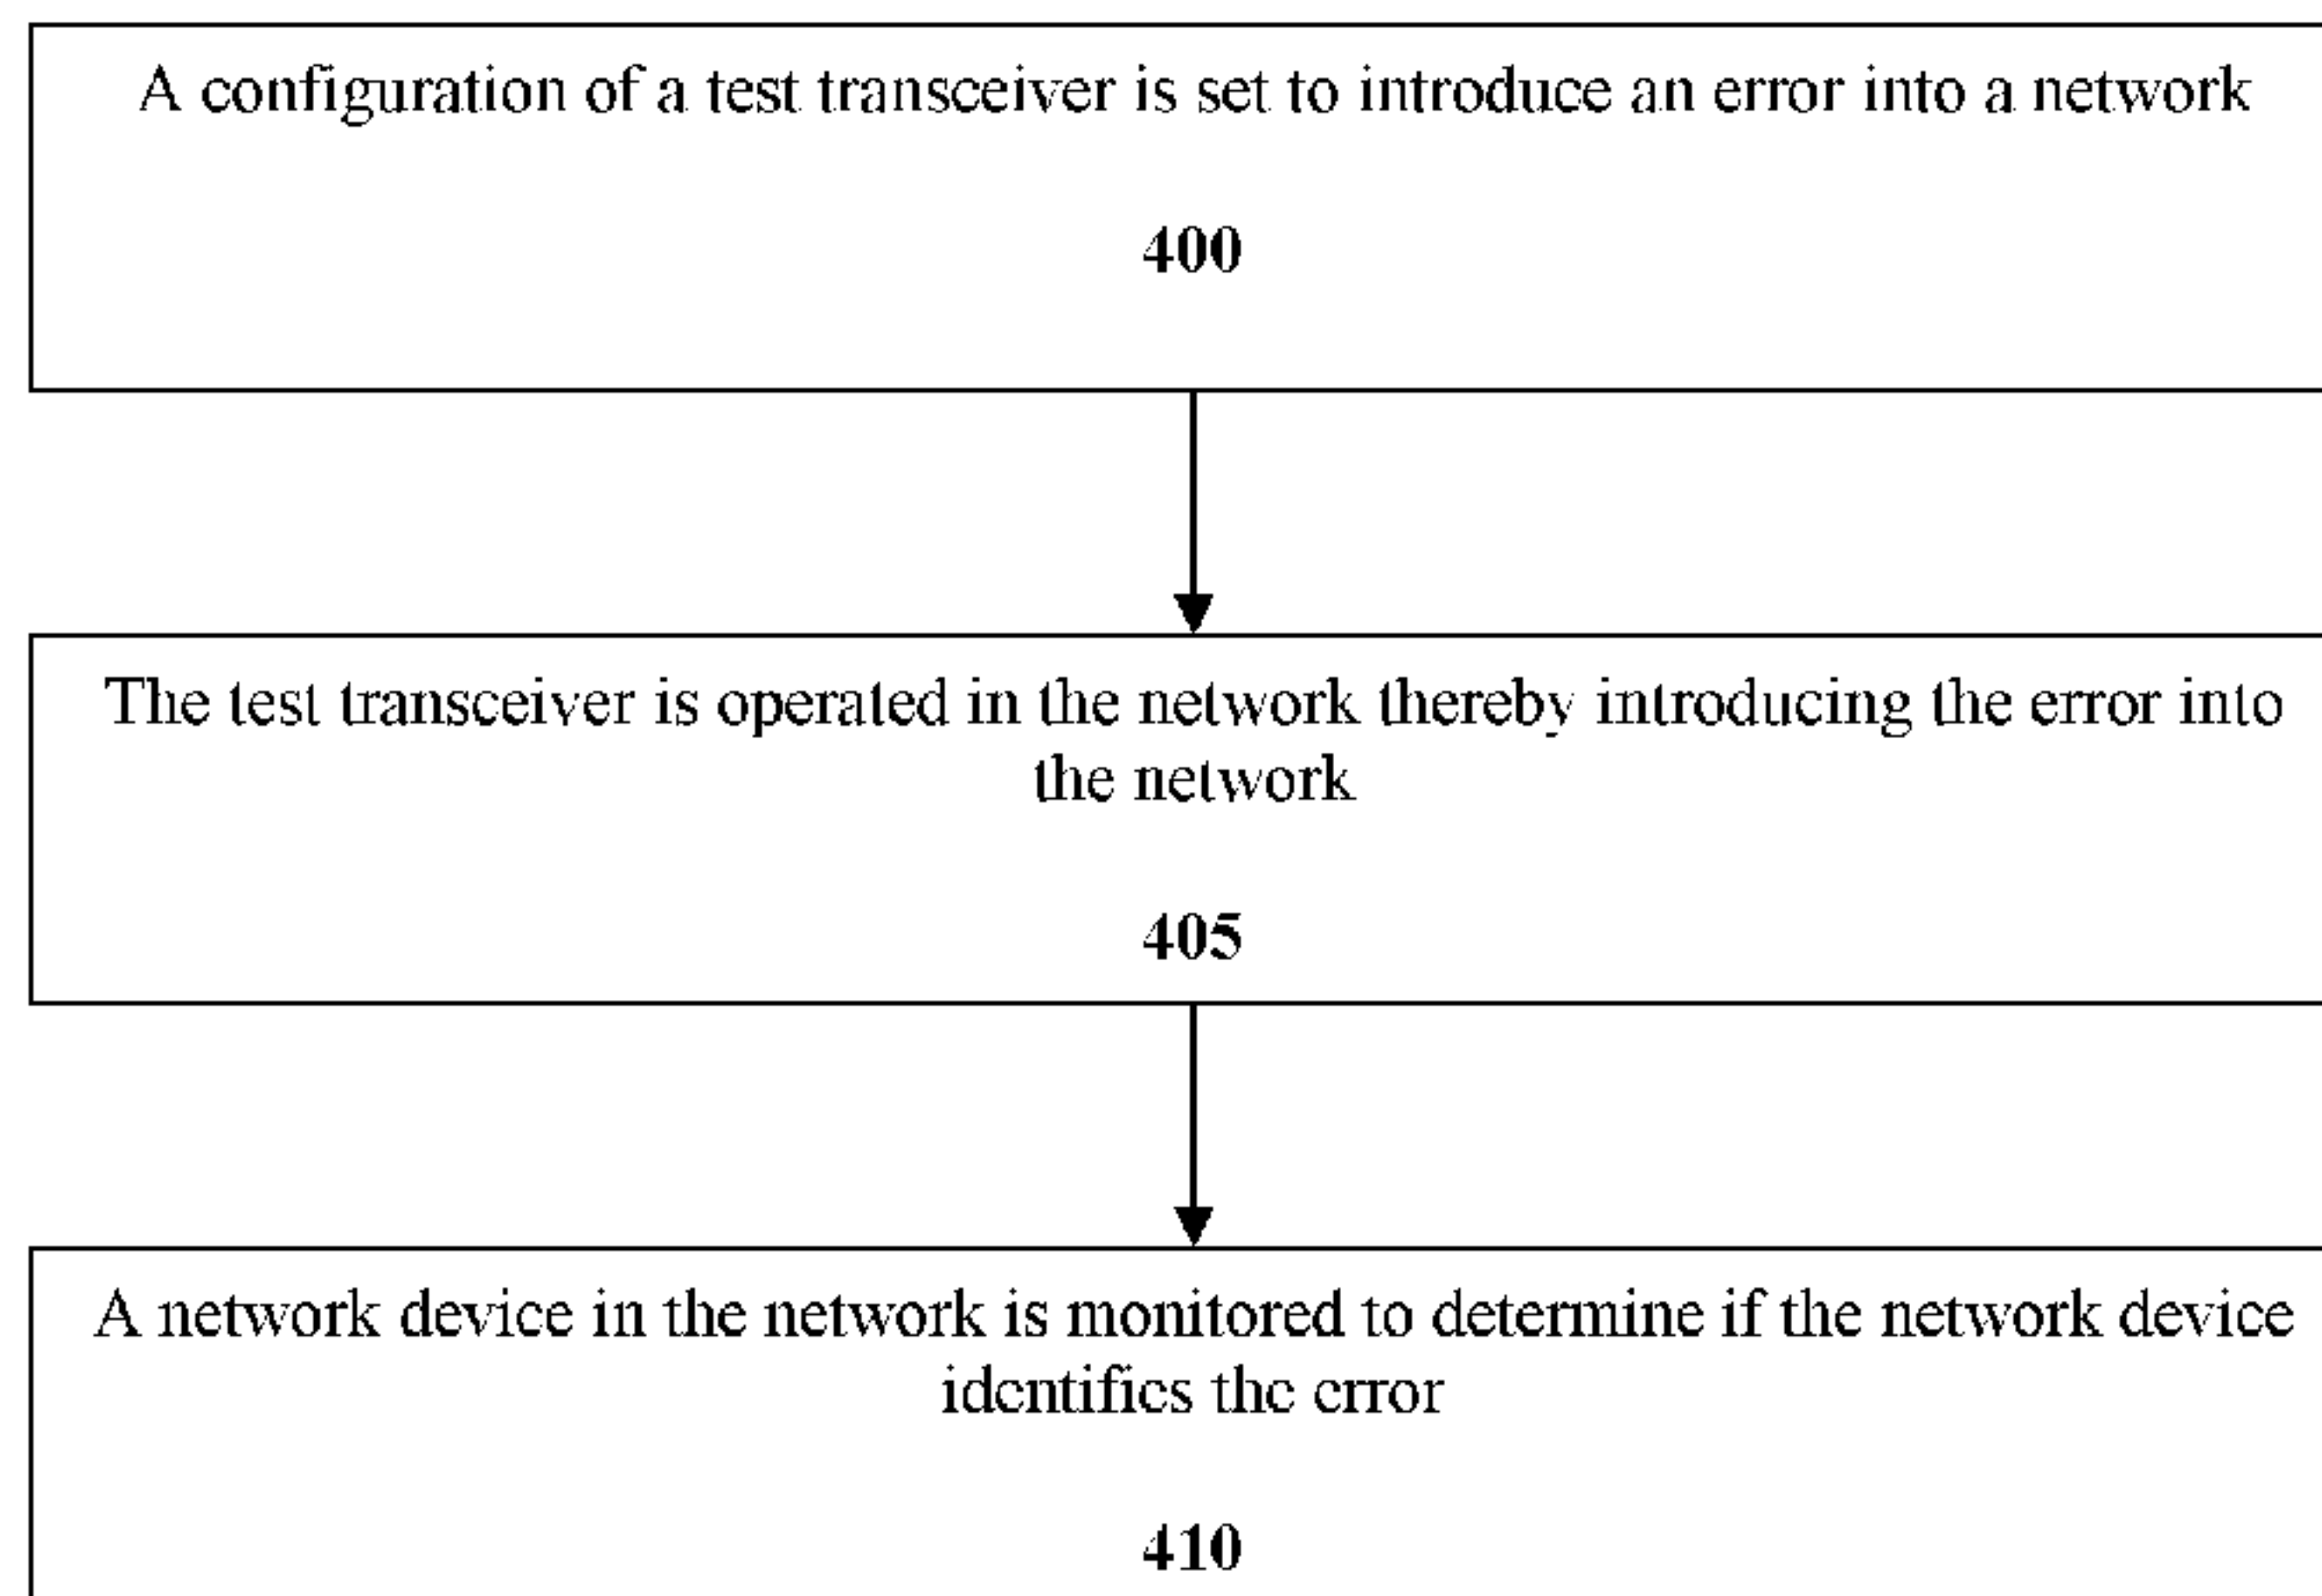 A configuration of a test transceiver is set to introduce an error into a network
400
The test transceiver is operated in the network thereby introducing the error into
the network
405
A network device in the network is monitored to determine if the network device
identifies the error
410